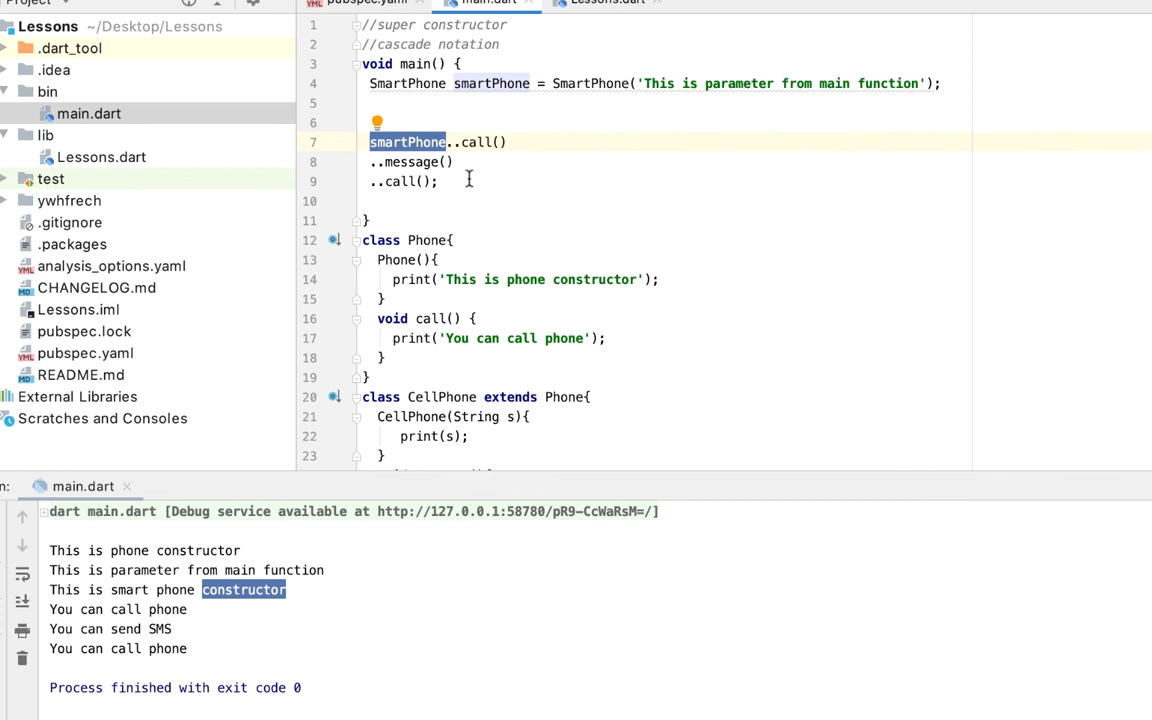 Project
pubspec.yaml main.dart Lessons.dart
Lessons ~/Desktop/Lessons
.dart_tool
.idea
bin
main.dart
lib
Lessons.dart
test
ywhfrech
.gitignore
.packages
analysis_options.yaml
CHANGELOG.md
Lessons.iml
pubspec.lock
pubspec.yaml
README.md
External Libraries
Scratches and Consoles
1 //super constructor
2 //cascade notation
3 void main() {
4 SmartPhone smartPhone = SmartPhone('This is parameter from main function');
5
6
7 smartPhone..call()
8 ..message()
9 ..call();
10
11 }
12 class Phone{
13 Phone(){
14 print('This is phone constructor');
15 }
16 void call() {
17 print('You can call phone');
18 }
19 }
20 class CellPhone extends Phone{
21 CellPhone(String s){
22 print(s);
23 }
n: main.dart
dart main.dart [Debug service available at http://127.0.0.1:58780/pR9-CcWaRsM=/]
This is phone constructor
This is parameter from main function
This is smart phone constructor
You can call phone
You can send SMS
You can call phone
Process finished with exit code 0